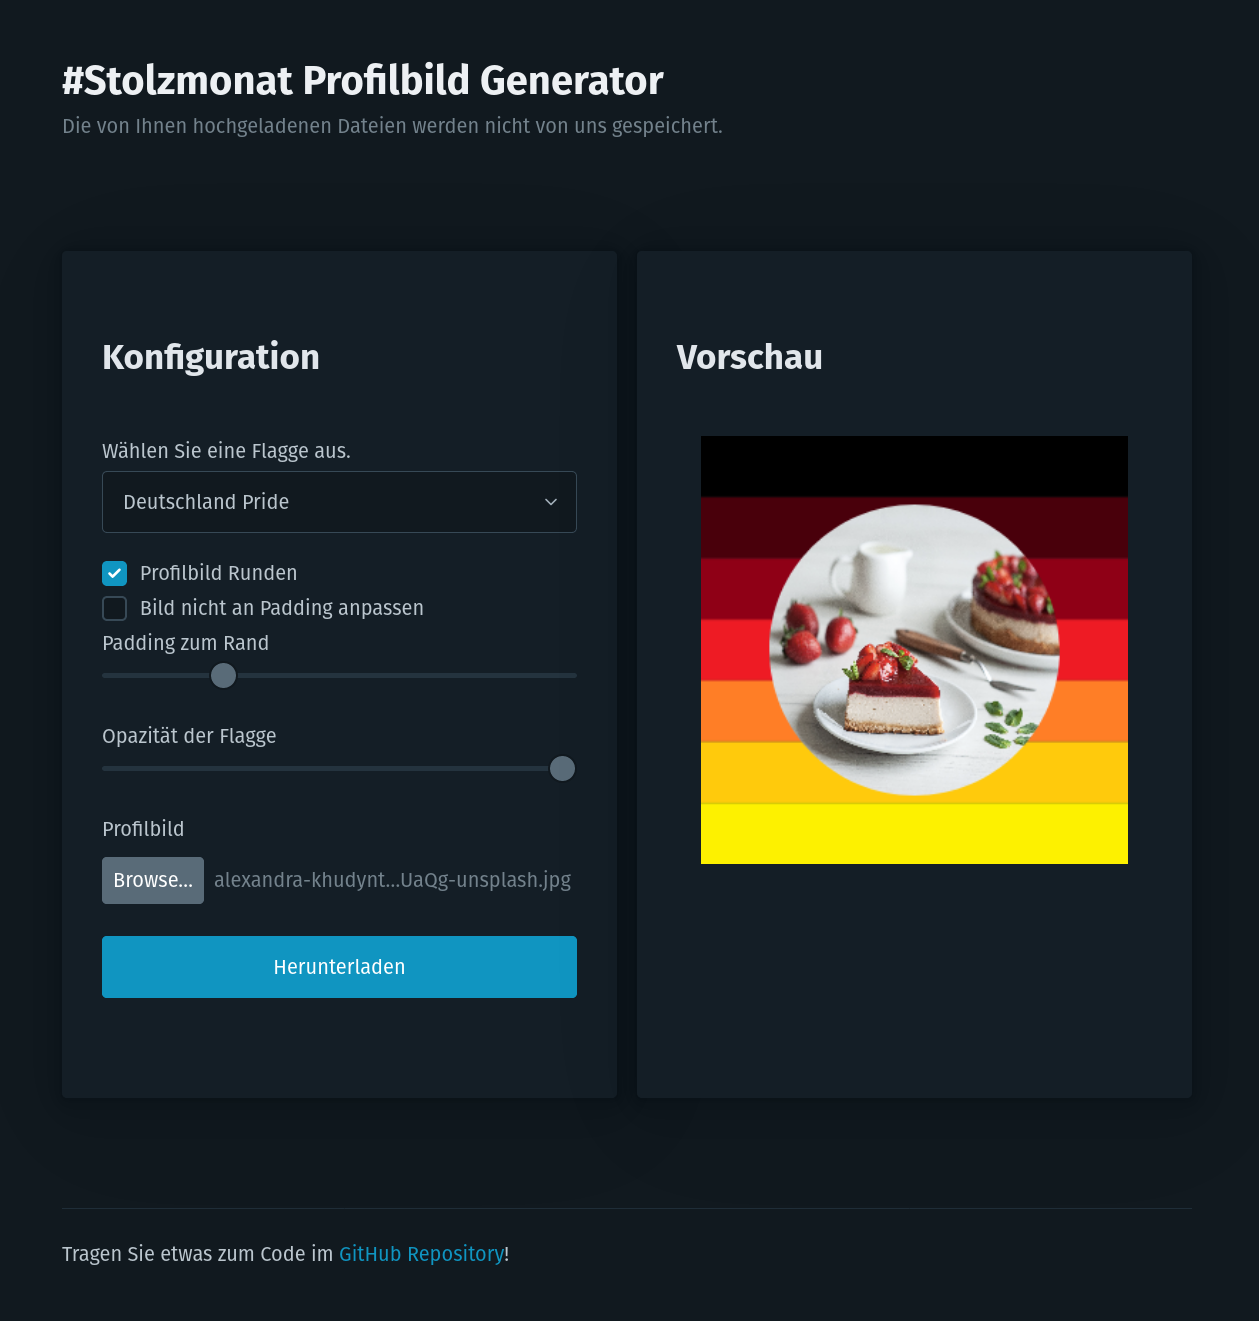 #Stolzmonat Profilbild Generator
Die von Ihnen hochgeladenen Dateien werden nicht von uns gespeichert.
Konfiguration
Wählen Sie eine Flagge aus.
Deutschland Pride
Profilbild Runden
Bild nicht an Padding anpassen
Padding zum Rand
Opazität der Flagge
Profilbild
Browse... alexandra-khudynt...UaQg-unsplash.jpg
Herunterladen
Vorschau
Tragen Sie etwas zum Code im GitHub Repository!